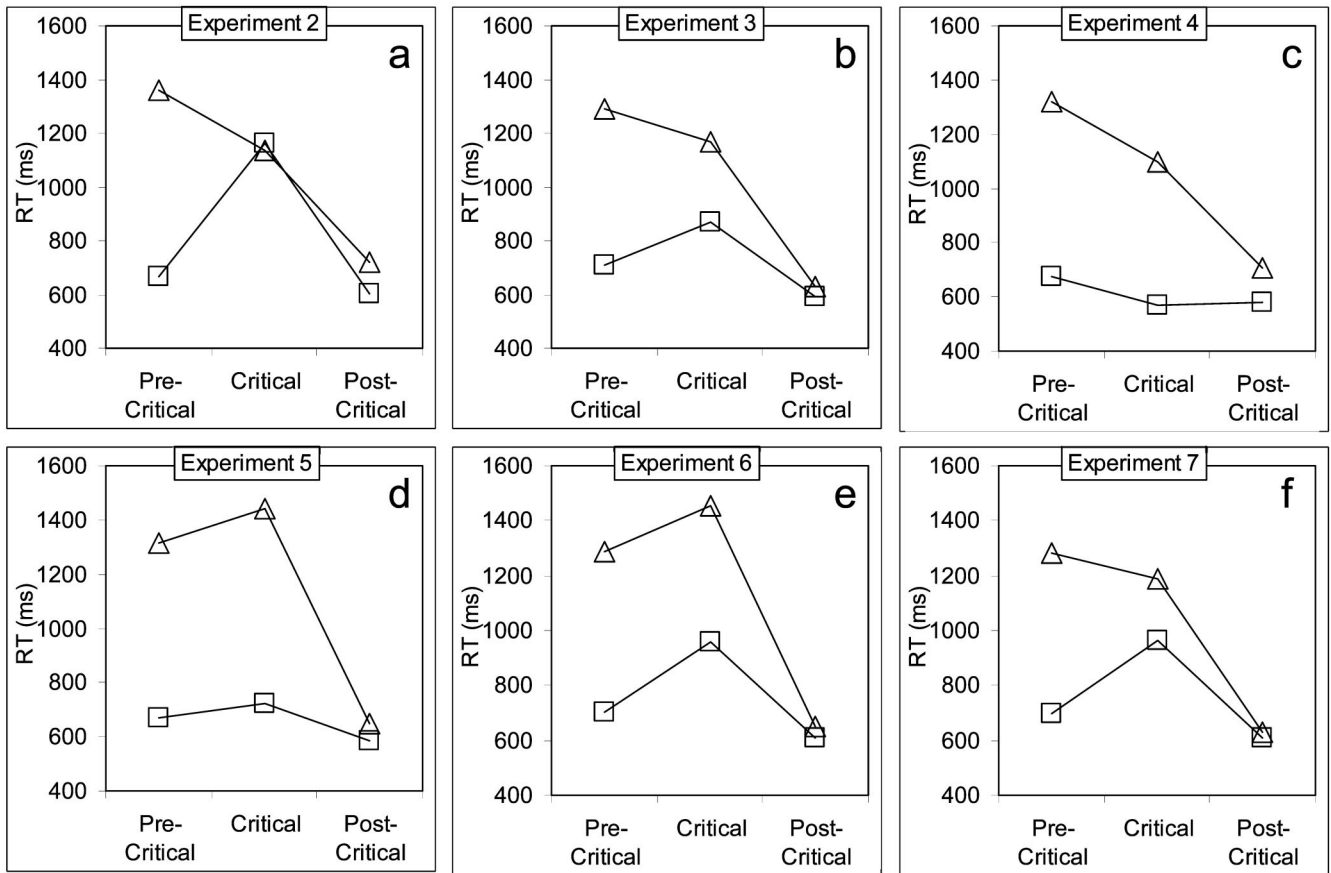 Experiment 2
a
1600
1400
1200
1000
800
600
400
RT (ms)
Pre-
Critical
Critical
Post-
Critical
Experiment 3
b
1600
1400
1200
1000
800
600
400
RT (ms)
Pre-
Critical
Critical
Post-
Critical
Experiment 4
c
1600
1400
1200
1000
800
600
400
RT (ms)
Pre-
Critical
Critical
Post-
Critical
Experiment 5
d
1600
1400
1200
1000
800
600
400
RT (ms)
Pre-
Critical
Critical
Post-
Critical
Experiment 6
e
1600
1400
1200
1000
800
600
400
RT (ms)
Pre-
Critical
Critical
Post-
Critical
Experiment 7
f
1600
1400
1200
1000
800
600
400
RT (ms)
Pre-
Critical
Critical
Post-
Critical